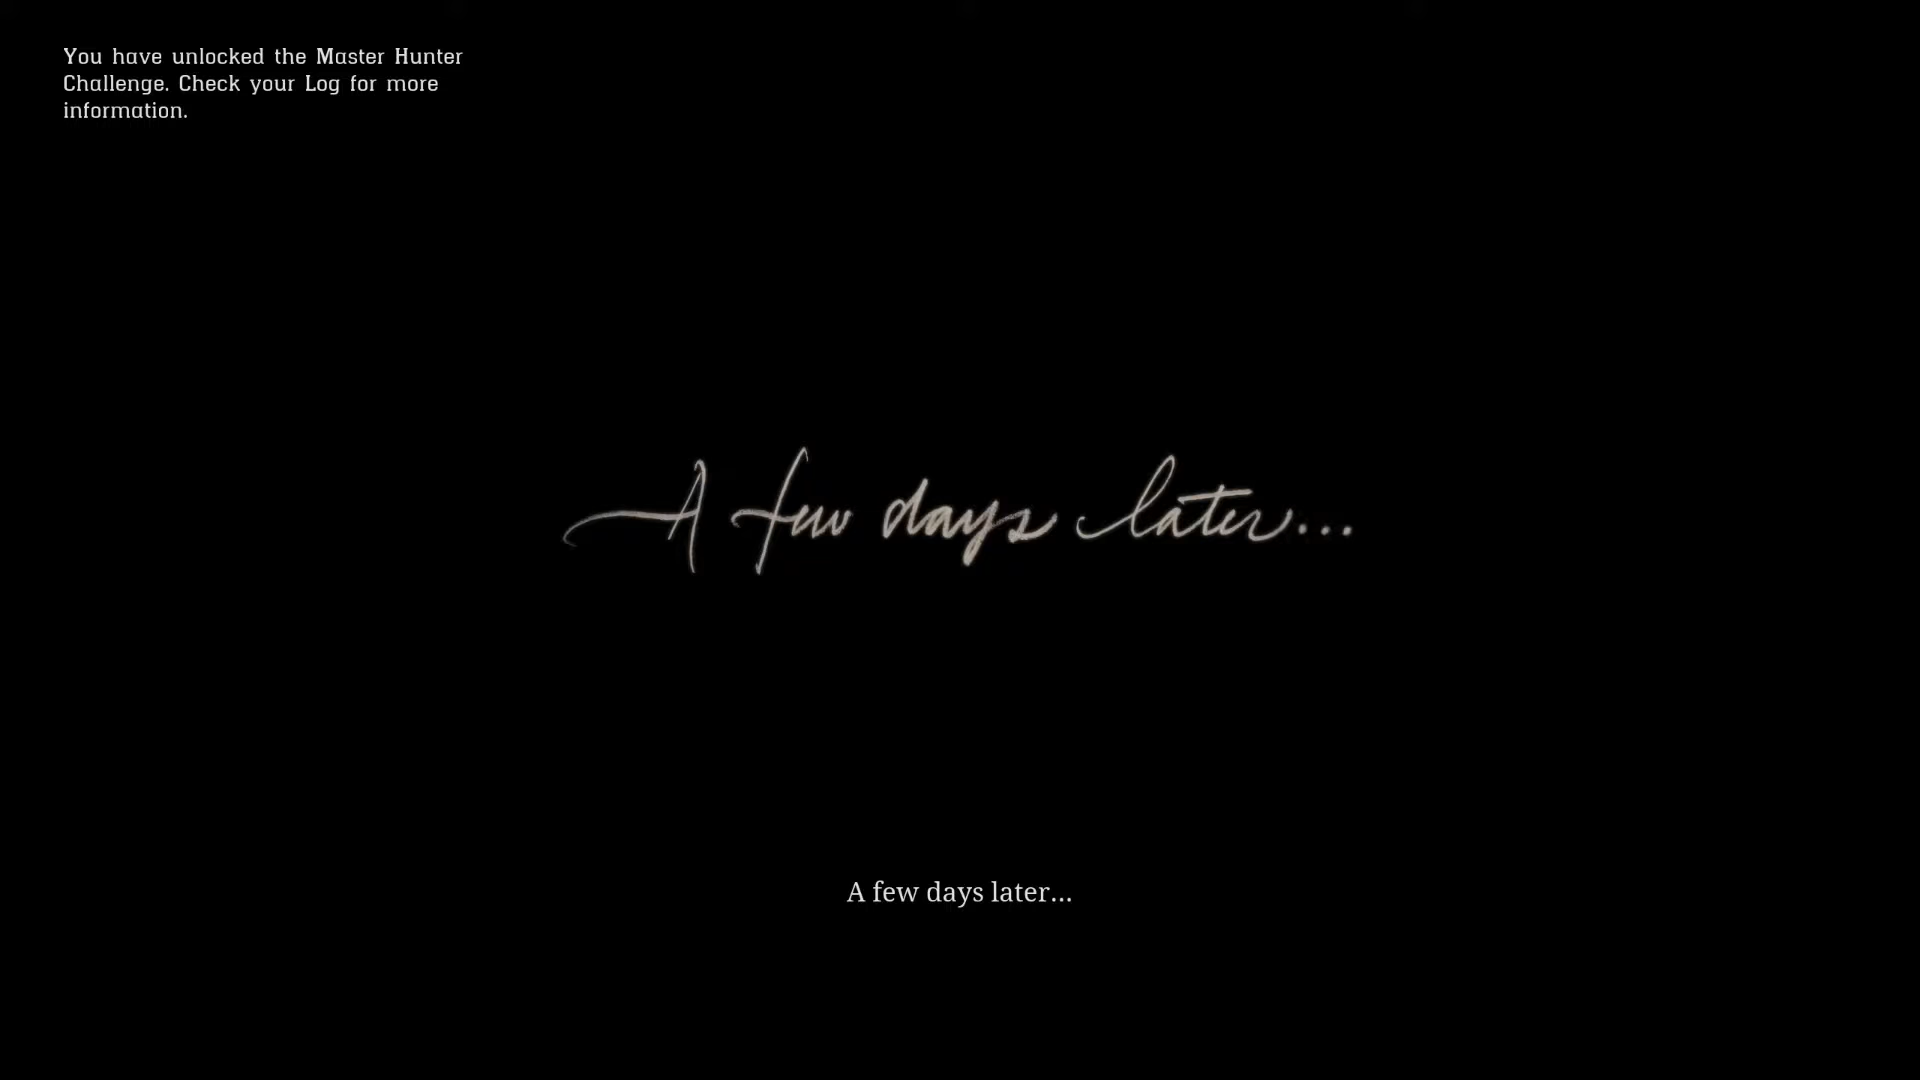 You have unlocked the Master Hunter
Challenge. Check your Log for more
information.
A few days later...
A few days later...